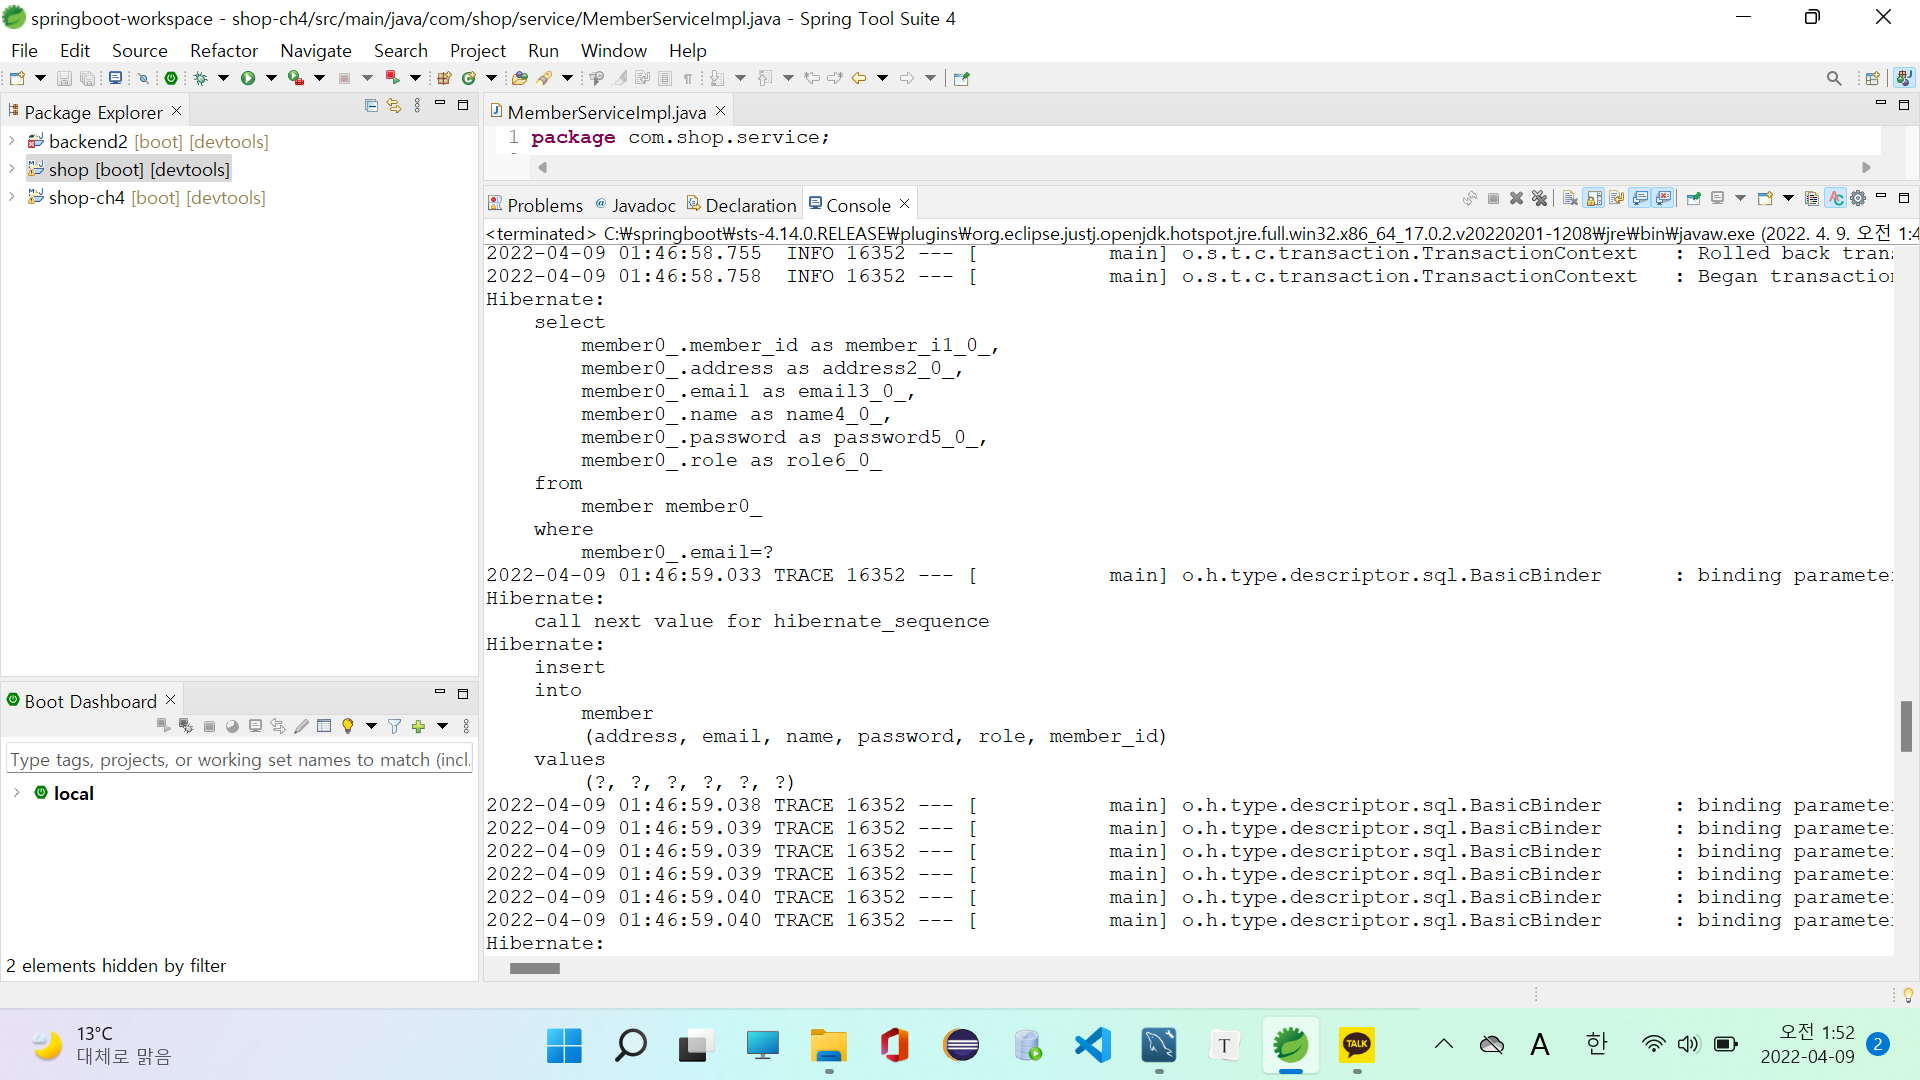 springboot-workspace - shop-ch4/src/main/java/com/shop/service/MemberServiceImpl.java - Spring Tool Suite 4
File Edit Source Refactor Navigate Search Project Run Window Help
Package Explorer
backend2 [boot] [devtools]
shop [boot] [devtools]
shop-ch4 [boot] [devtools]
MemberServiceImpl.java
1 package com.shop.service;
Problems @ Javadoc Declaration Console
<terminated> C:₩springboot₩sts-4.14.0.RELEASE₩plugins₩org.eclipse.justj.openjdk.hotspot.jre.full.win32.x86_64_17.0.2.v20220201-1208₩jre₩bin₩javaw.exe (2022. 4. 9. 오전 1:4
2022-04-09 01:46:58.755  INFO 16352 --- [           main] o.s.t.c.transaction.TransactionContext   : Rolled back tran
2022-04-09 01:46:58.758  INFO 16352 --- [           main] o.s.t.c.transaction.TransactionContext   : Began transaction
Hibernate:
    select
        member0_.member_id as member_i1_0_,
        member0_.address as address2_0_,
        member0_.email as email3_0_,
        member0_.name as name4_0_,
        member0_.password as password5_0_,
        member0_.role as role6_0_
    from
        member member0_
    where
        member0_.email=?
2022-04-09 01:46:59.033 TRACE 16352 --- [           main] o.h.type.descriptor.sql.BasicBinder      : binding parameter
Hibernate:
    call next value for hibernate_sequence
Hibernate:
    insert
    into
        member
        (address, email, name, password, role, member_id)
    values
        (?, ?, ?, ?, ?, ?)
2022-04-09 01:46:59.038 TRACE 16352 --- [           main] o.h.type.descriptor.sql.BasicBinder      : binding parameter
2022-04-09 01:46:59.039 TRACE 16352 --- [           main] o.h.type.descriptor.sql.BasicBinder      : binding parameter
2022-04-09 01:46:59.039 TRACE 16352 --- [           main] o.h.type.descriptor.sql.BasicBinder      : binding parameter
2022-04-09 01:46:59.039 TRACE 16352 --- [           main] o.h.type.descriptor.sql.BasicBinder      : binding parameter
2022-04-09 01:46:59.040 TRACE 16352 --- [           main] o.h.type.descriptor.sql.BasicBinder      : binding parameter
2022-04-09 01:46:59.040 TRACE 16352 --- [           main] o.h.type.descriptor.sql.BasicBinder      : binding parameter
Hibernate:
Boot Dashboard
Type tags, projects, or working set names to match (incl.
local
2 elements hidden by filter
13°C
대체로 맑음
T
TALK
A
한
오전 1:52
2022-04-09
2